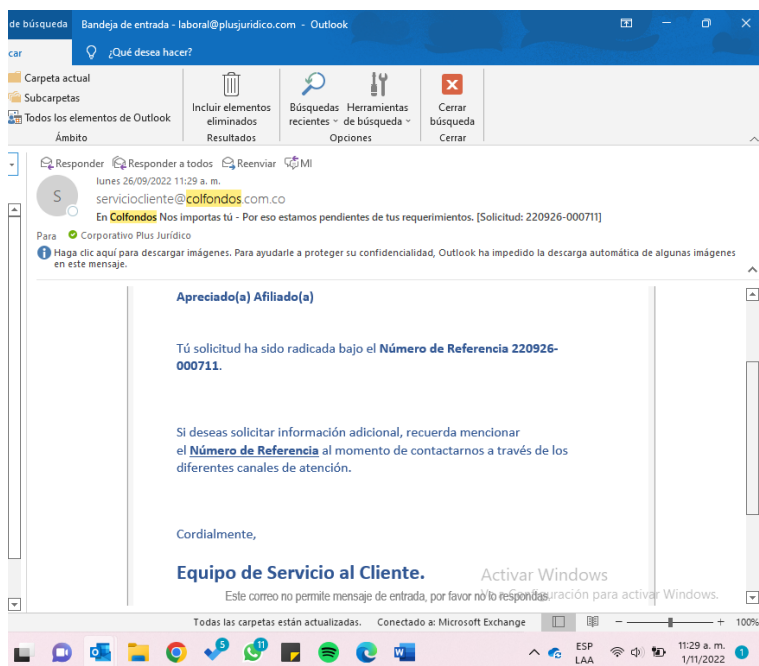 de búsqueda Bandeja de entrada - laboral@plusjuridico.com - Outlook
car ¿Qué desea hacer?
Carpeta actual
Subcarpetas
Todos los elementos de Outlook
Ámbito
Incluir elementos
eliminados
Resultados
Búsquedas
recientes
Herramientas
de búsqueda
Opciones
Cerrar
búsqueda
Cerrar
Responder Responder a todos Reenviar MI
lunes 26/09/2022 11:29 a. m.
S
serviciocliente@colfondos.com.co
En Colfondos Nos importas tú - Por eso estamos pendientes de tus requerimientos. [Solicitud: 220926-000711]
Para Corporativo Plus Jurídico
Haga clic aquí para descargar imágenes. Para ayudarle a proteger su confidencialidad, Outlook ha impedido la descarga automática de algunas imágenes
en este mensaje.
Apreciado(a) Afiliado(a)
Tú solicitud ha sido radicada bajo el Número de Referencia 220926-
000711.
Si deseas solicitar información adicional, recuerda mencionar
el Número de Referencia al momento de contactarnos a través de los
diferentes canales de atención.
Cordialmente,
Equipo de Servicio al Cliente.
Activar Windows
Este correo no permite mensaje de entrada, por favor no lo respondas.
para activar Windows.
Todas las carpetas están actualizadas. Conectado a: Microsoft Exchange 100%
5
11
ESP
LAA
11:29 a. m.
1/11/2022
1